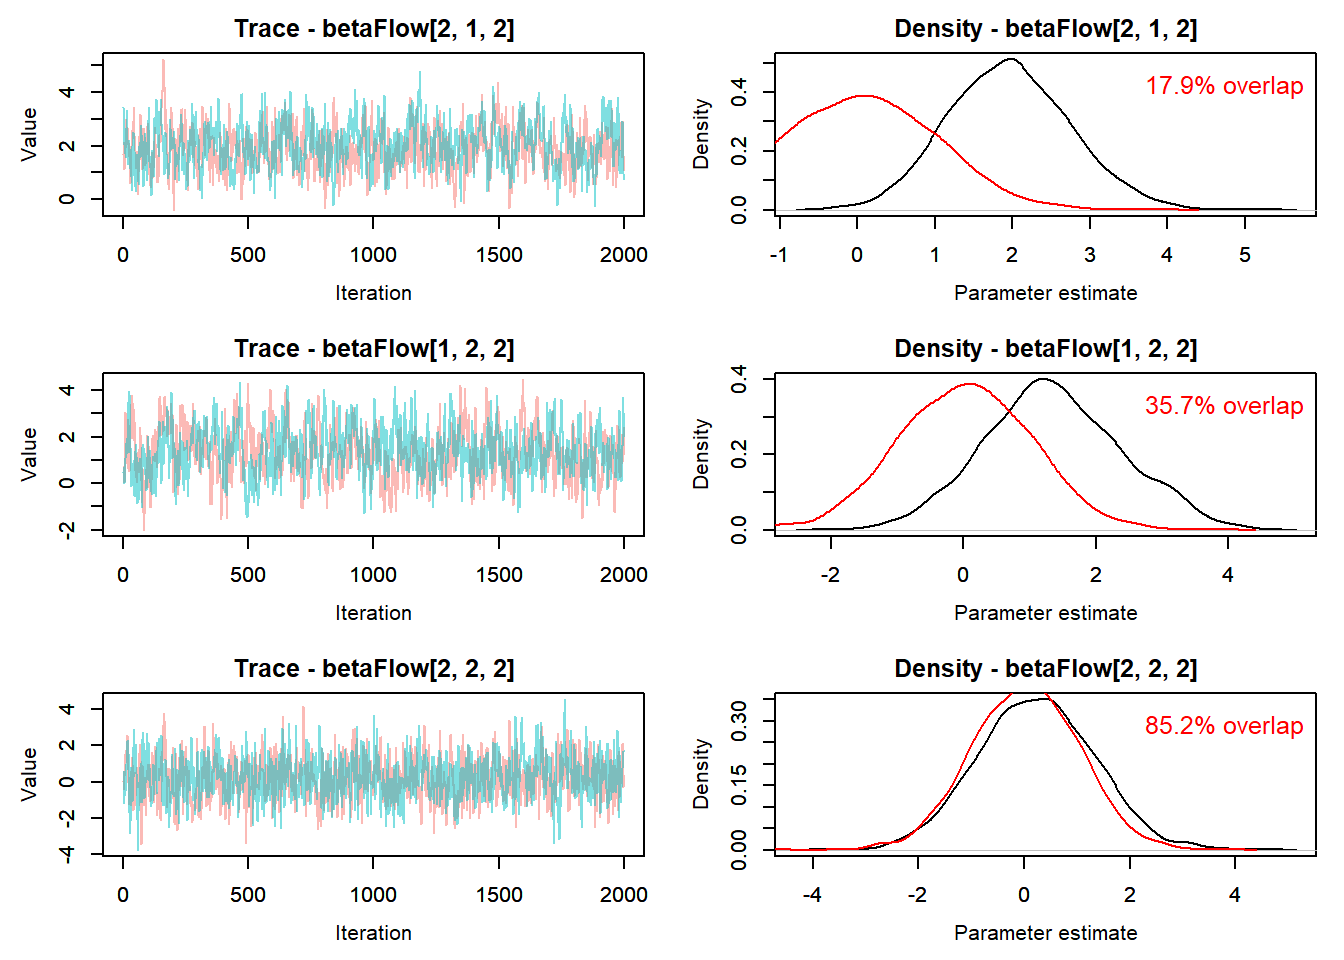 Trace - betaFlow[2, 1, 2]
Value
0 2 4
0 500 1000 1500 2000
Iteration
Density - betaFlow[2, 1, 2]
17.9% overlap
Density
0.0 0.2 0.4
-1 0 1 2 3 4 5
Parameter estimate
Trace - betaFlow[1, 2, 2]
Value
-2 0 2 4
0 500 1000 1500 2000
Iteration
Density - betaFlow[1, 2, 2]
35.7% overlap
Density
0.0 0.2 0.4
-2 0 2 4
Parameter estimate
Trace - betaFlow[2, 2, 2]
Value
-4 -2 0 2 4
0 500 1000 1500 2000
Iteration
Density - betaFlow[2, 2, 2]
85.2% overlap
Density
0.00 0.15 0.30
-4 -2 0 2 4
Parameter estimate